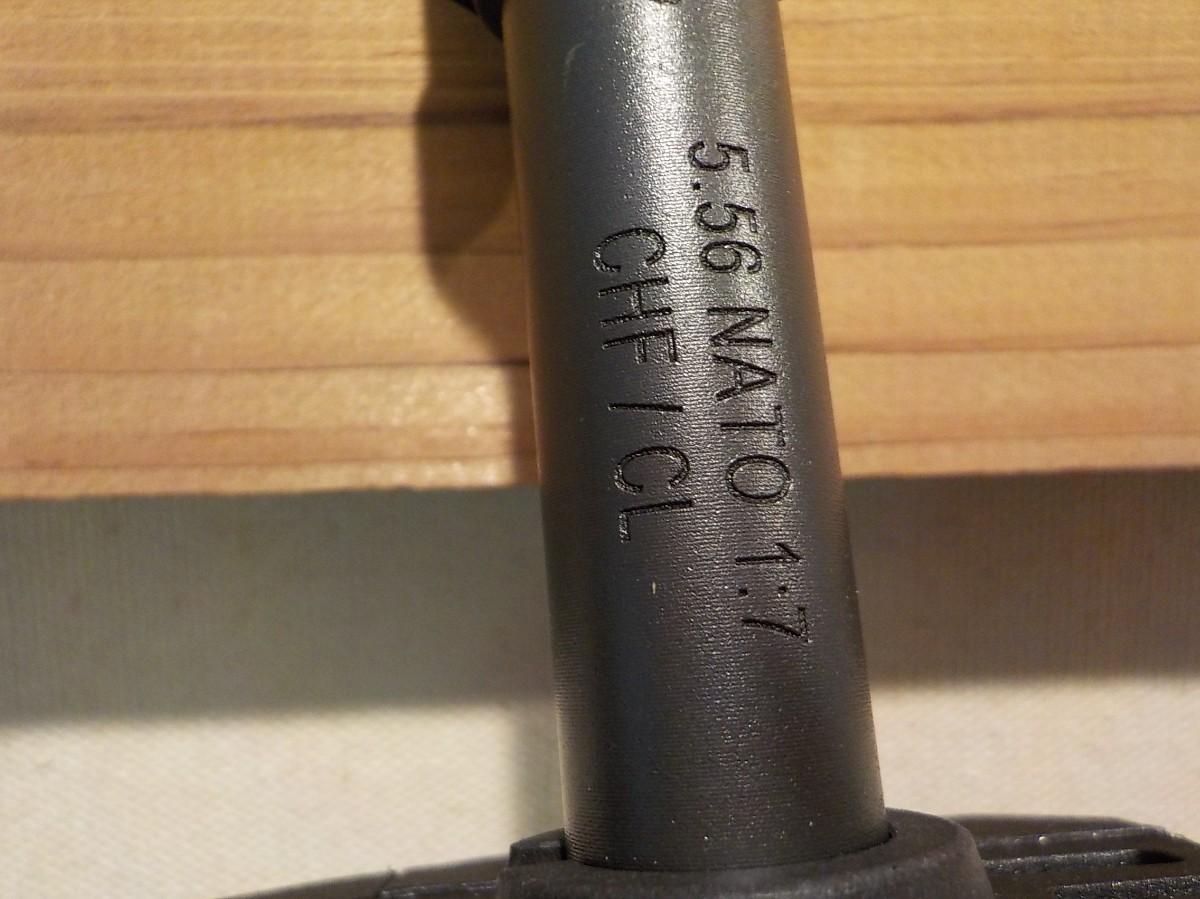 5.56 NATO 1:7
CHF / CL